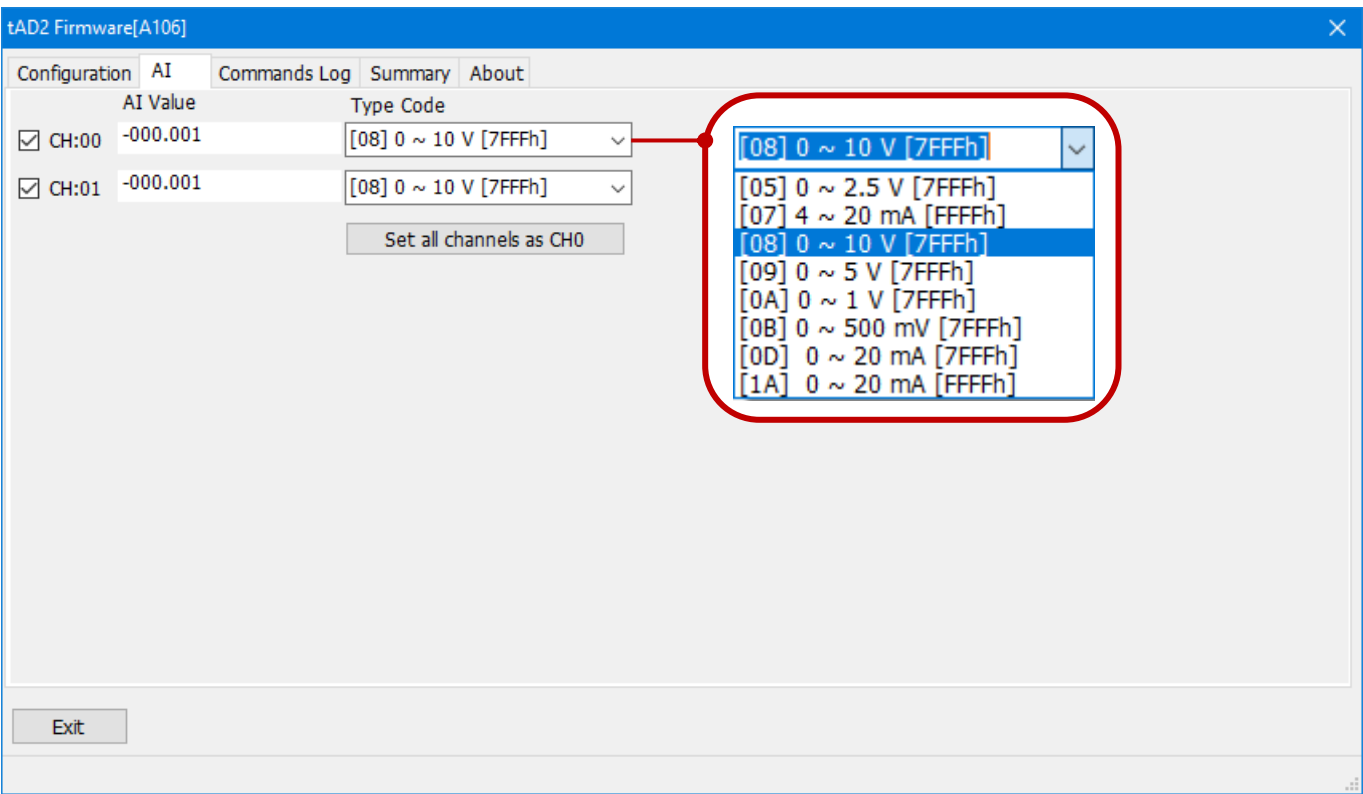 tAD2 Firmware[A106]
Configuration AI Commands Log Summary About
AI Value Type Code
CH:00 -000.001 [08] 0 ~ 10 V [7FFFh]
CH:01 -000.001 [08] 0 ~ 10 V [7FFFh]
Set all channels as CH0
[08] 0 ~ 10 V [7FFFh]
[05] 0 ~ 2.5 V [7FFFh]
[07] 4 ~ 20 mA [FFFFh]
[08] 0 ~ 10 V [7FFFh]
[09] 0 ~ 5 V [7FFFh]
[0A] 0 ~ 1 V [7FFFh]
[0B] 0 ~ 500 mV [7FFFh]
[0D] 0 ~ 20 mA [7FFFh]
[1A] 0 ~ 20 mA [FFFFh]
Exit